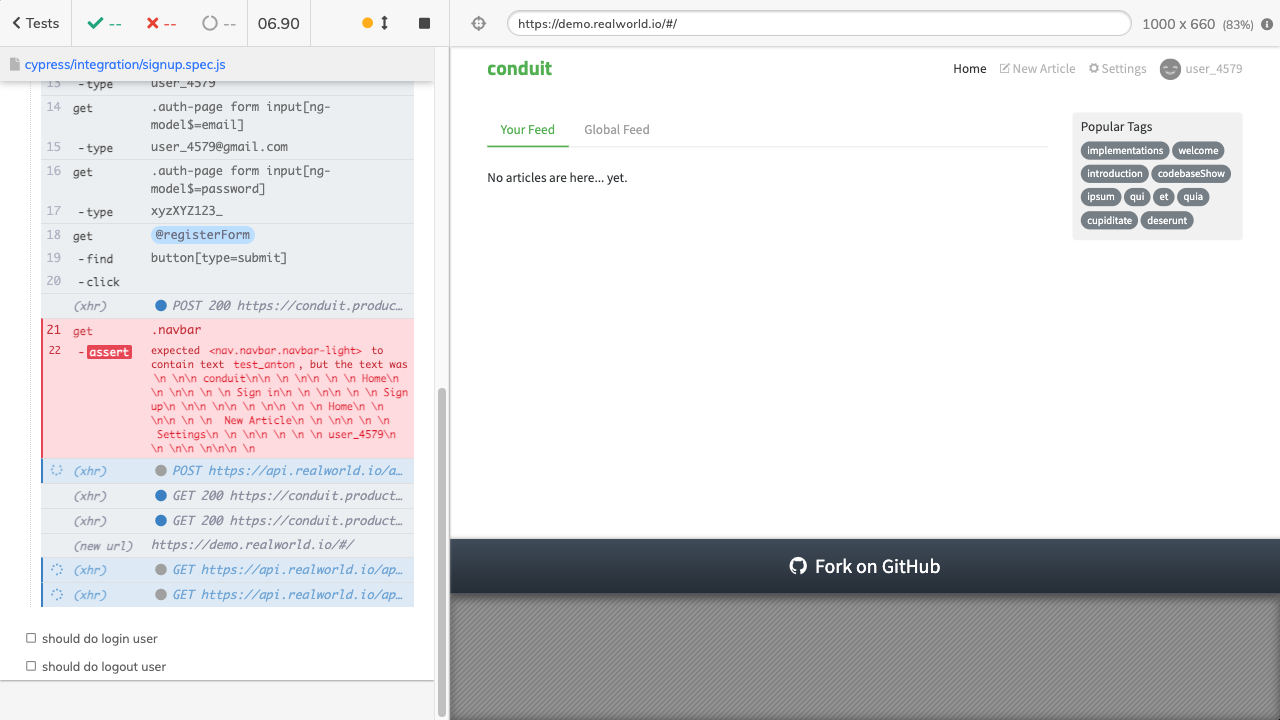 Tests
--
--
--
06.90
https://demo.realworld.io/#/
1000 x 660 (83%)
cypress/integration/signup.spec.js
13 -type user_4579
14 get .auth-page form input[ng-
model$=email]
15 -type user_4579@gmail.com
16 get .auth-page form input[ng-
model$=password]
17 -type xyzXYZ123_
18 get @registerForm
19 -find button[type=submit]
20 -click
(xhr) POST 200 https://conduit.produc…
21 get .navbar
22 -assert expected <nav.navbar.navbar-light> to
contain text test_anton, but the text was
\n \n\n conduit\n\n \n \n\n \n \n Home\n
\n \n\n \n \n Sign in\n \n \n\n \n \n Sign
up\n \n\n \n\n \n \n\n \n \n Home\n \n
\n\n \n \n New Article\n \n \n\n \n \n
Settings\n \n \n\n \n \n \n user_4579\n
\n \n\n \n\n\n \n
(xhr) POST https://api.realworld.io/a…
(xhr) GET 200 https://conduit.product…
(xhr) GET 200 https://conduit.product…
(new url) https://demo.realworld.io/#/
(xhr) GET https://api.realworld.io/ap…
(xhr) GET https://api.realworld.io/ap…
should do login user
should do logout user
conduit
Home New Article Settings user_4579
Your Feed Global Feed
No articles are here... yet.
Popular Tags
implementations welcome
introduction codebaseShow
ipsum qui et quia
cupiditate deserunt
Fork on GitHub